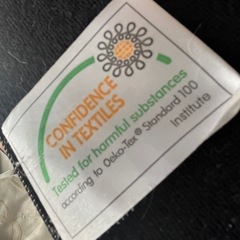 CONFIDENCE
IN TEXTILES
Tested for harmful substances
according to Oeko-Tex® Standard 100
Institute